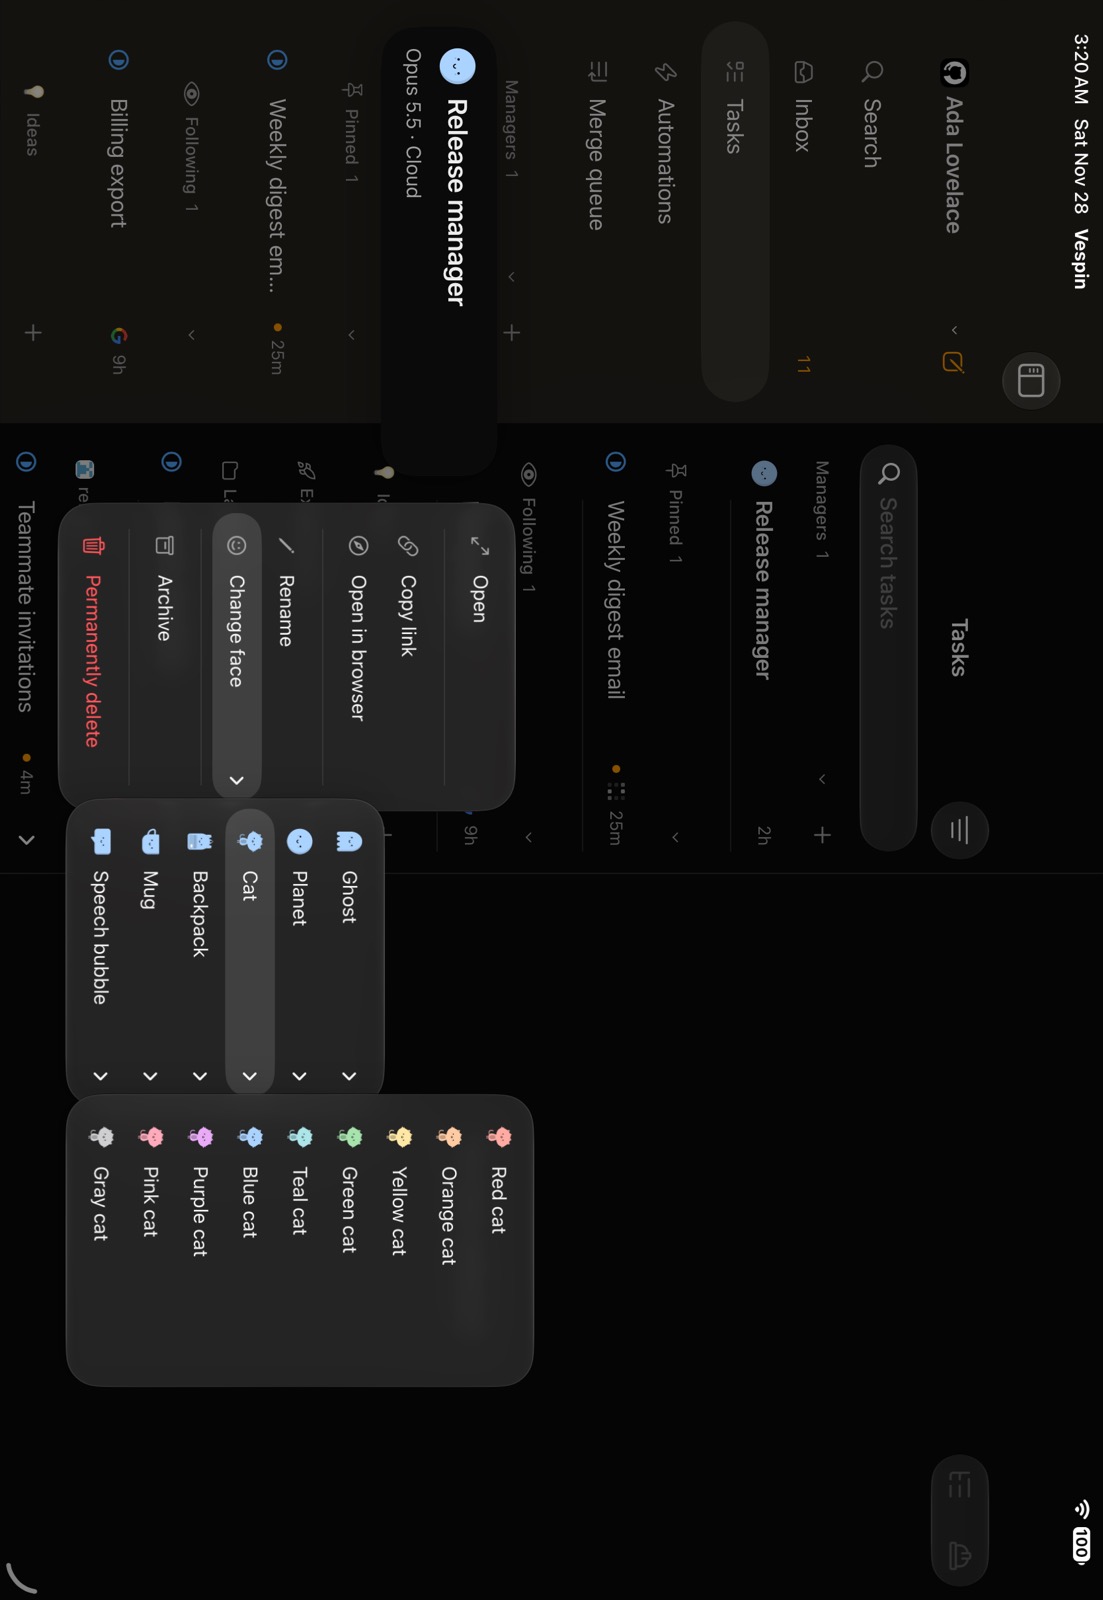 3:20 AM Sat Nov 28 Vespin
100
Ada Lovelace
Search
Inbox 11
Tasks
Automations
Merge queue
Managers 1
Release manager
Opus 5.5 · Cloud
Pinned 1
Weekly digest em... 25m
Following 1
Billing export 9h
Ideas
Tasks
Search tasks
Managers 1
Release manager 2h
Pinned 1
Weekly digest email 25m
Following 1
9h
Teammate invitations 4m
Open
Copy link
Open in browser
Rename
Change face
Archive
Permanently delete
Ghost
Planet
Cat
Backpack
Mug
Speech bubble
Red cat
Orange cat
Yellow cat
Green cat
Teal cat
Blue cat
Purple cat
Pink cat
Gray cat